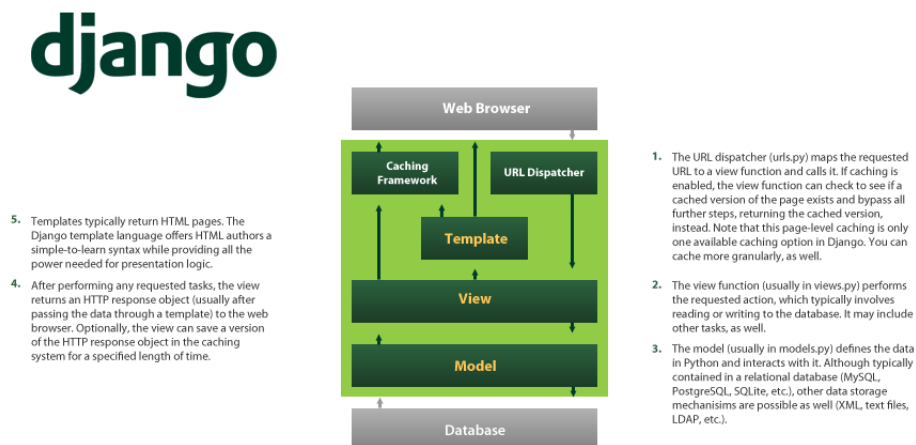 django
Web Browser
Caching
Framework
URL Dispatcher
Template
View
Model
Database
1. The URL dispatcher (urls.py) maps the requested
URL to a view function and calls it. If caching is
enabled, the view function can check to see if a
cached version of the page exists and bypass all
further steps, returning the cached version,
instead. Note that this page-level caching is only
one available caching option in Django. You can
cache more granularly, as well.
2. The view function (usually in views.py) performs
the requested action, which typically involves
reading or writing to the database. It may include
other tasks, as well.
3. The model (usually in models.py) defines the data
in Python and interacts with it. Although typically
contained in a relational database (MySQL,
PostgreSQL, SQLite, etc.), other data storage
mechanisims are possible as well (XML, text files,
LDAP, etc.).
5. Templates typically return HTML pages. The
Django template language offers HTML authors a
simple-to-learn syntax while providing all the
power needed for presentation logic.
4. After performing any requested tasks, the view
returns an HTTP response object (usually after
passing the data through a template) to the web
browser. Optionally, the view can save a version
of the HTTP response object in the caching
system for a specified length of time.